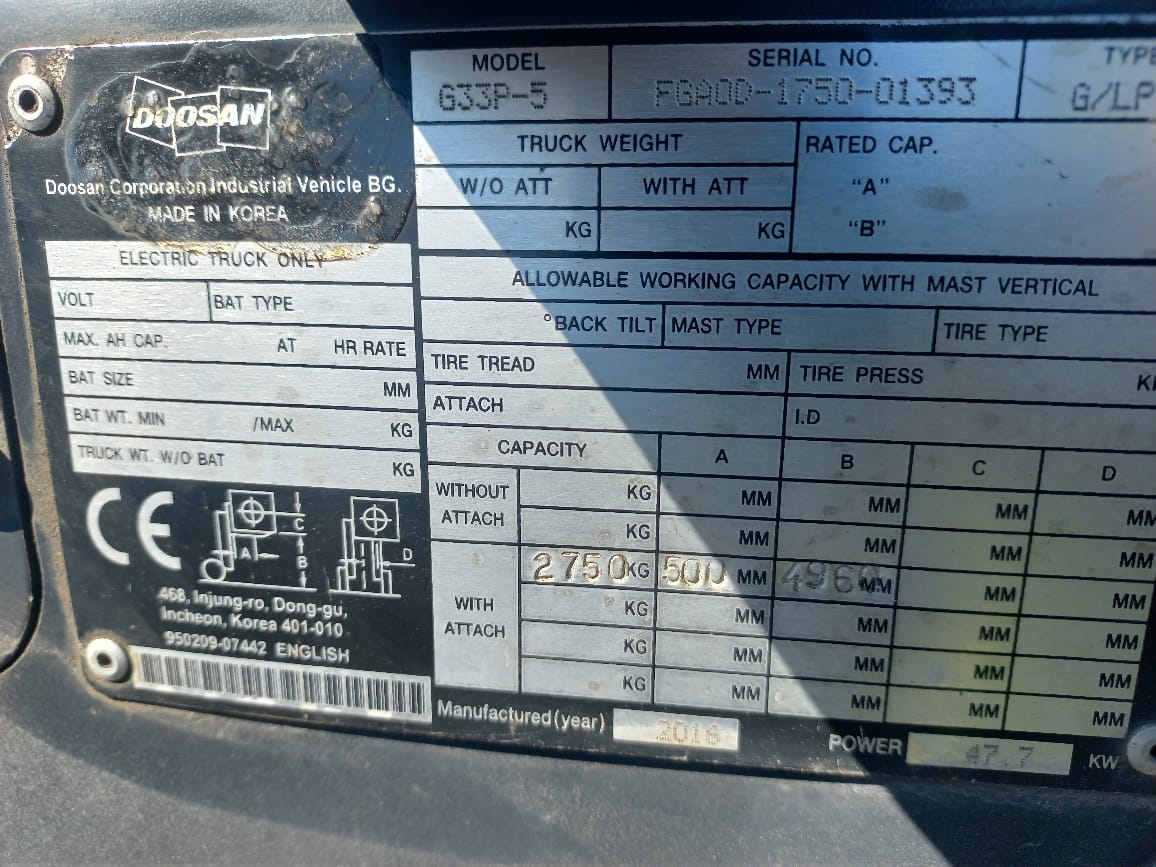 DOOSAN
Doosan Corporation Industrial Vehicle BG.
MADE IN KOREA
MODEL
G33P-5
SERIAL NO.
FGA0D-1750-01393
TYPE
G/LP
TRUCK WEIGHT
RATED CAP.
W/O ATT
WITH ATT
"A"
KG
KG
"B"
ELECTRIC TRUCK ONLY
VOLT
BAT TYPE
MAX. AH CAP.
AT
HR RATE
BAT SIZE
MM
BAT WT. MIN
/MAX
KG
TRUCK WT. W/O BAT
KG
ALLOWABLE WORKING CAPACITY WITH MAST VERTICAL
°BACK TILT
MAST TYPE
TIRE TYPE
TIRE TREAD
MM
TIRE PRESS
ATTACH
I.D
CAPACITY
A
B
C
D
WITHOUT
ATTACH
KG
MM
MM
MM
MM
KG
MM
MM
MM
MM
WITH
ATTACH
2750 KG
500 MM
4960 MM
MM
MM
KG
MM
MM
MM
MM
KG
MM
MM
MM
MM
KG
MM
MM
MM
MM
CE
A
B
C
D
468, Injung-ro, Dong-gu,
Incheon, Korea 401-010
950209-07442 ENGLISH
Manufactured (year)
2016
POWER
47.7
KW